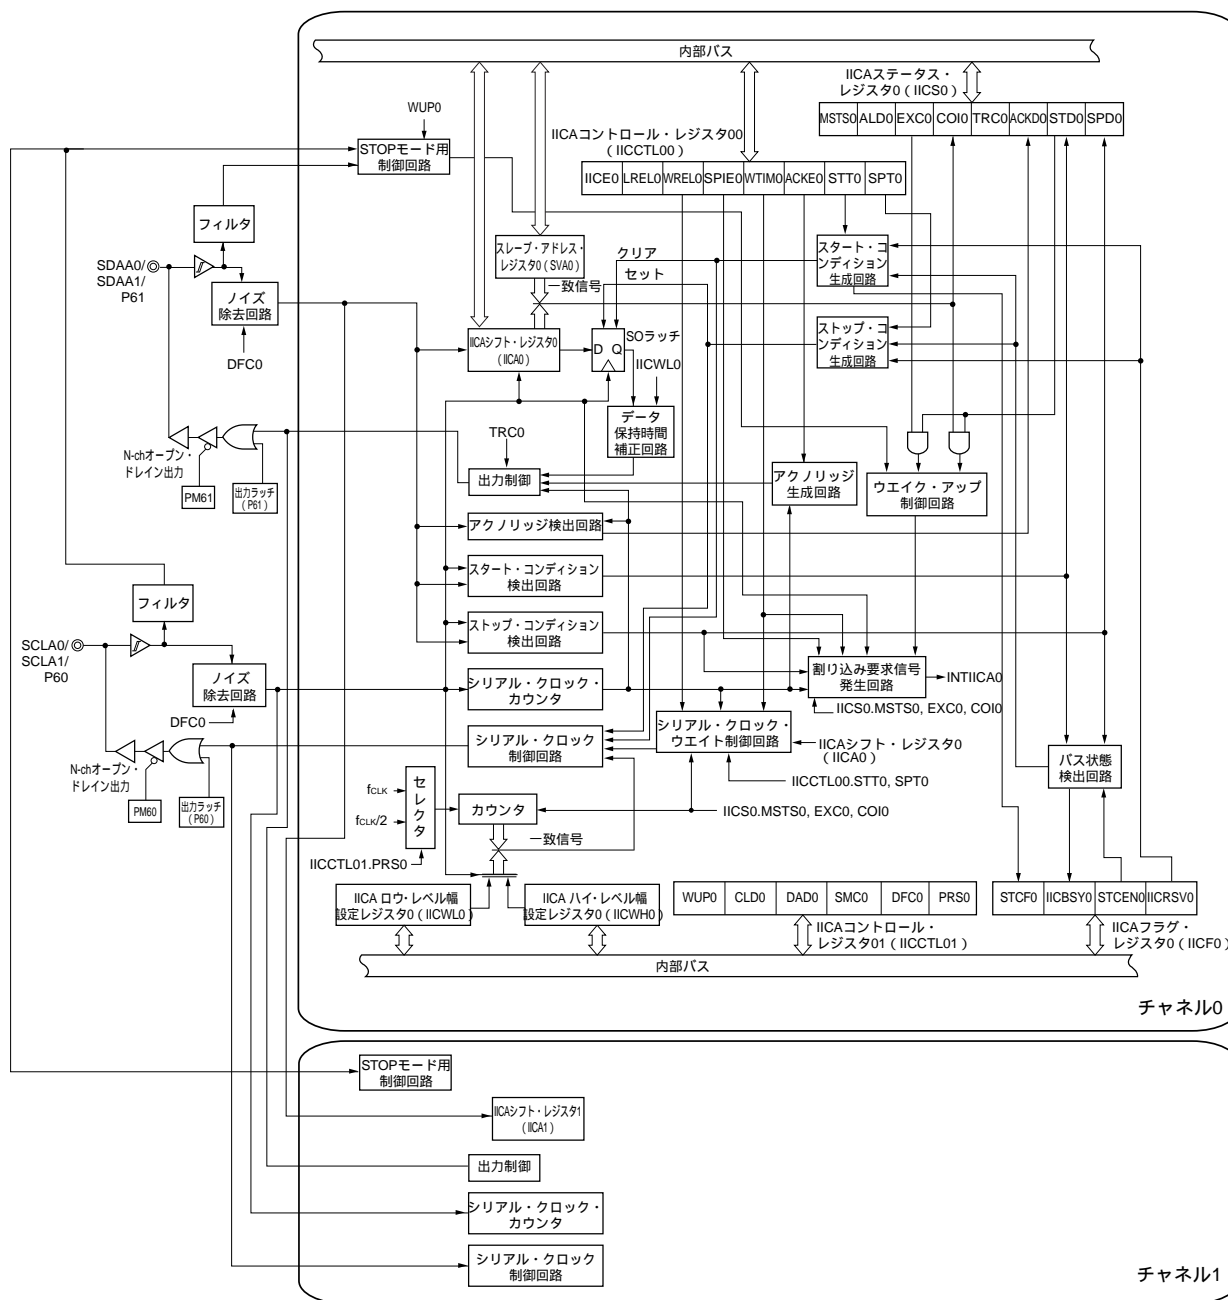 内部バス
IICAステータス・
レジスタ0（IICS0）
WUP0
MSTS0 ALD0 EXC0 COI0 TRC0 ACKD0 STD0 SPD0
IICAコントロール・レジスタ00
（IICCTL00）
STOPモード用
制御回路
IICE0 LREL0 WREL0 SPIE0 WTIM0 ACKE0 STT0 SPT0
フィルタ
スレーブ・アドレス・
レジスタ0（SVA0）
クリア
スタート・コ
ンディション
生成回路
SDAA0/
SDAA1/
P61
セット
ノイズ
除去回路
一致信号
ストップ・コ
ンディション
生成回路
SOラッチ
IICAシフト・レジスタ0
（IICA0）
D Q
DFC0
IICWL0
データ
保持時間
補正回路
TRC0
N-chオープン・
ドレイン出力
PM61
出力ラッチ
（P61）
出力制御
アクノリッジ
生成回路
ウエイク・アップ
制御回路
アクノリッジ検出回路
スタート・コンディション
検出回路
フィルタ
ストップ・コンディション
検出回路
SCLA0/
SCLA1/
P60
ノイズ
除去回路
割り込み要求信号
発生回路
INTIICA0
シリアル・クロック・
カウンタ
DFC0
IICS0.MSTS0, EXC0, COI0
シリアル・クロック
制御回路
シリアル・クロック・
ウエイト制御回路
IICAシフト・レジスタ0
（IICA0）
N-chオープン・
ドレイン出力
バス状態
検出回路
IICCTL00.STT0, SPT0
PM60
出力ラッチ
（P60）
fCLK
fCLK/2
セレクタ
カウンタ
IICS0.MSTS0, EXC0, COI0
一致信号
IICCTL01.PRS0
IICA ロウ・レベル幅
設定レジスタ0（IICWL0）
IICA ハイ・レベル幅
設定レジスタ0（IICWH0）
WUP0 CLD0 DAD0 SMC0 DFC0 PRS0
STCF0 IICBSY0 STCEN0 IICRSV0
IICAコントロール・
レジスタ01（IICCTL01）
IICAフラグ・
レジスタ0（IICF0）
内部バス
チャネル0
STOPモード用
制御回路
IICAシフト・レジスタ1
（IICA1）
出力制御
シリアル・クロック・
カウンタ
シリアル・クロック
制御回路
チャネル1